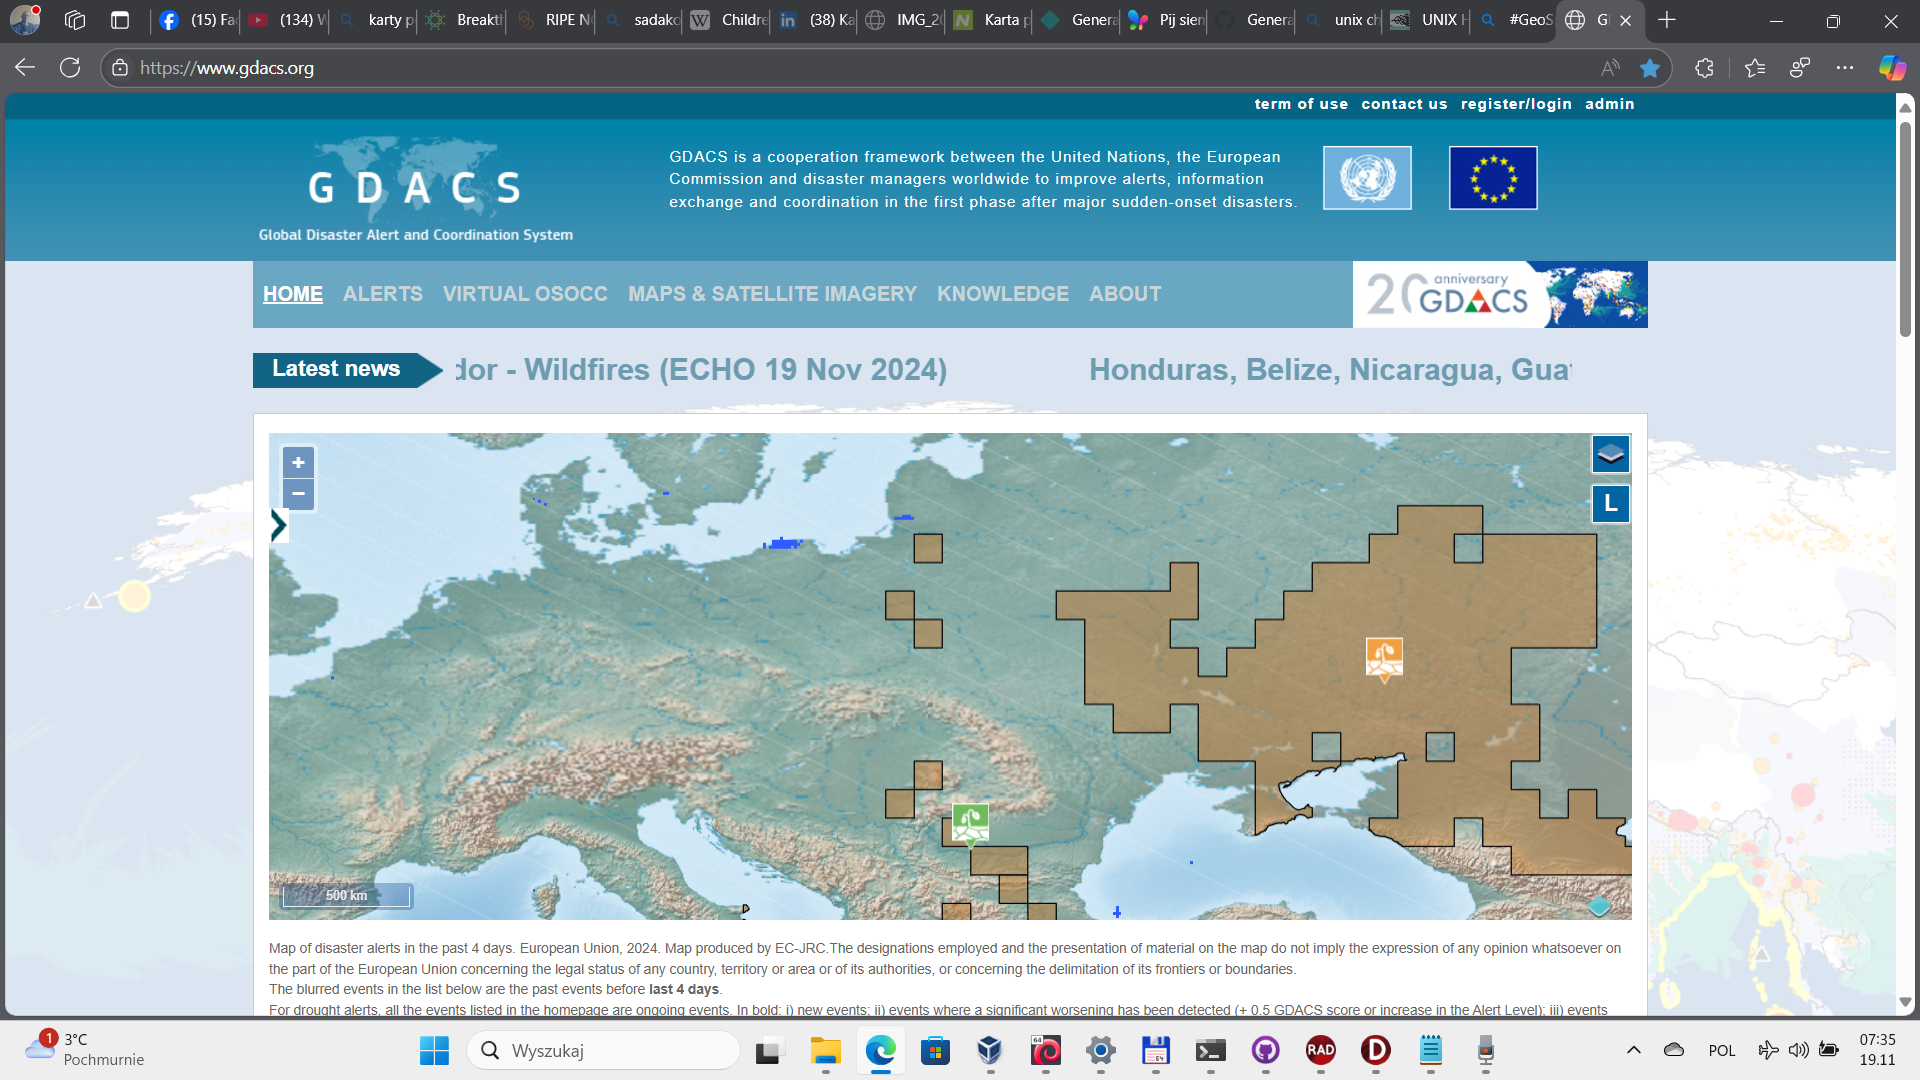 (15) Fa
(134) W
karty p
Breakt
RIPE N
sadako
Childre
(38) Ka
IMG_20
Karta p
Genera
Pij sien
Genera
unix ch
UNIX H
#GeoS
G
https://www.gdacs.org
term of use contact us register/login admin
GDACS
Global Disaster Alert and Coordination System
GDACS is a cooperation framework between the United Nations, the European
Commission and disaster managers worldwide to improve alerts, information
exchange and coordination in the first phase after major sudden-onset disasters.
HOME ALERTS VIRTUAL OSOCC MAPS & SATELLITE IMAGERY KNOWLEDGE ABOUT
20 anniversary
GDACS
Latest news
dor - Wildfires (ECHO 19 Nov 2024) Honduras, Belize, Nicaragua, Gua
+
−
L
500 km
Map of disaster alerts in the past 4 days. European Union, 2024. Map produced by EC-JRC.The designations employed and the presentation of material on the map do not imply the expression of any opinion whatsoever on
the part of the European Union concerning the legal status of any country, territory or area or of its authorities, or concerning the delimitation of its frontiers or boundaries.
The blurred events in the list below are the past events before last 4 days.
For drought alerts, all the events listed in the homepage are ongoing events. In bold: i) new events; ii) events where a significant worsening has been detected (+ 0.5 GDACS score or increase in the Alert Level); iii) events
1
3°C
Pochmurnie
Wyszukaj
64
RAD
D
POL
07:35
19.11